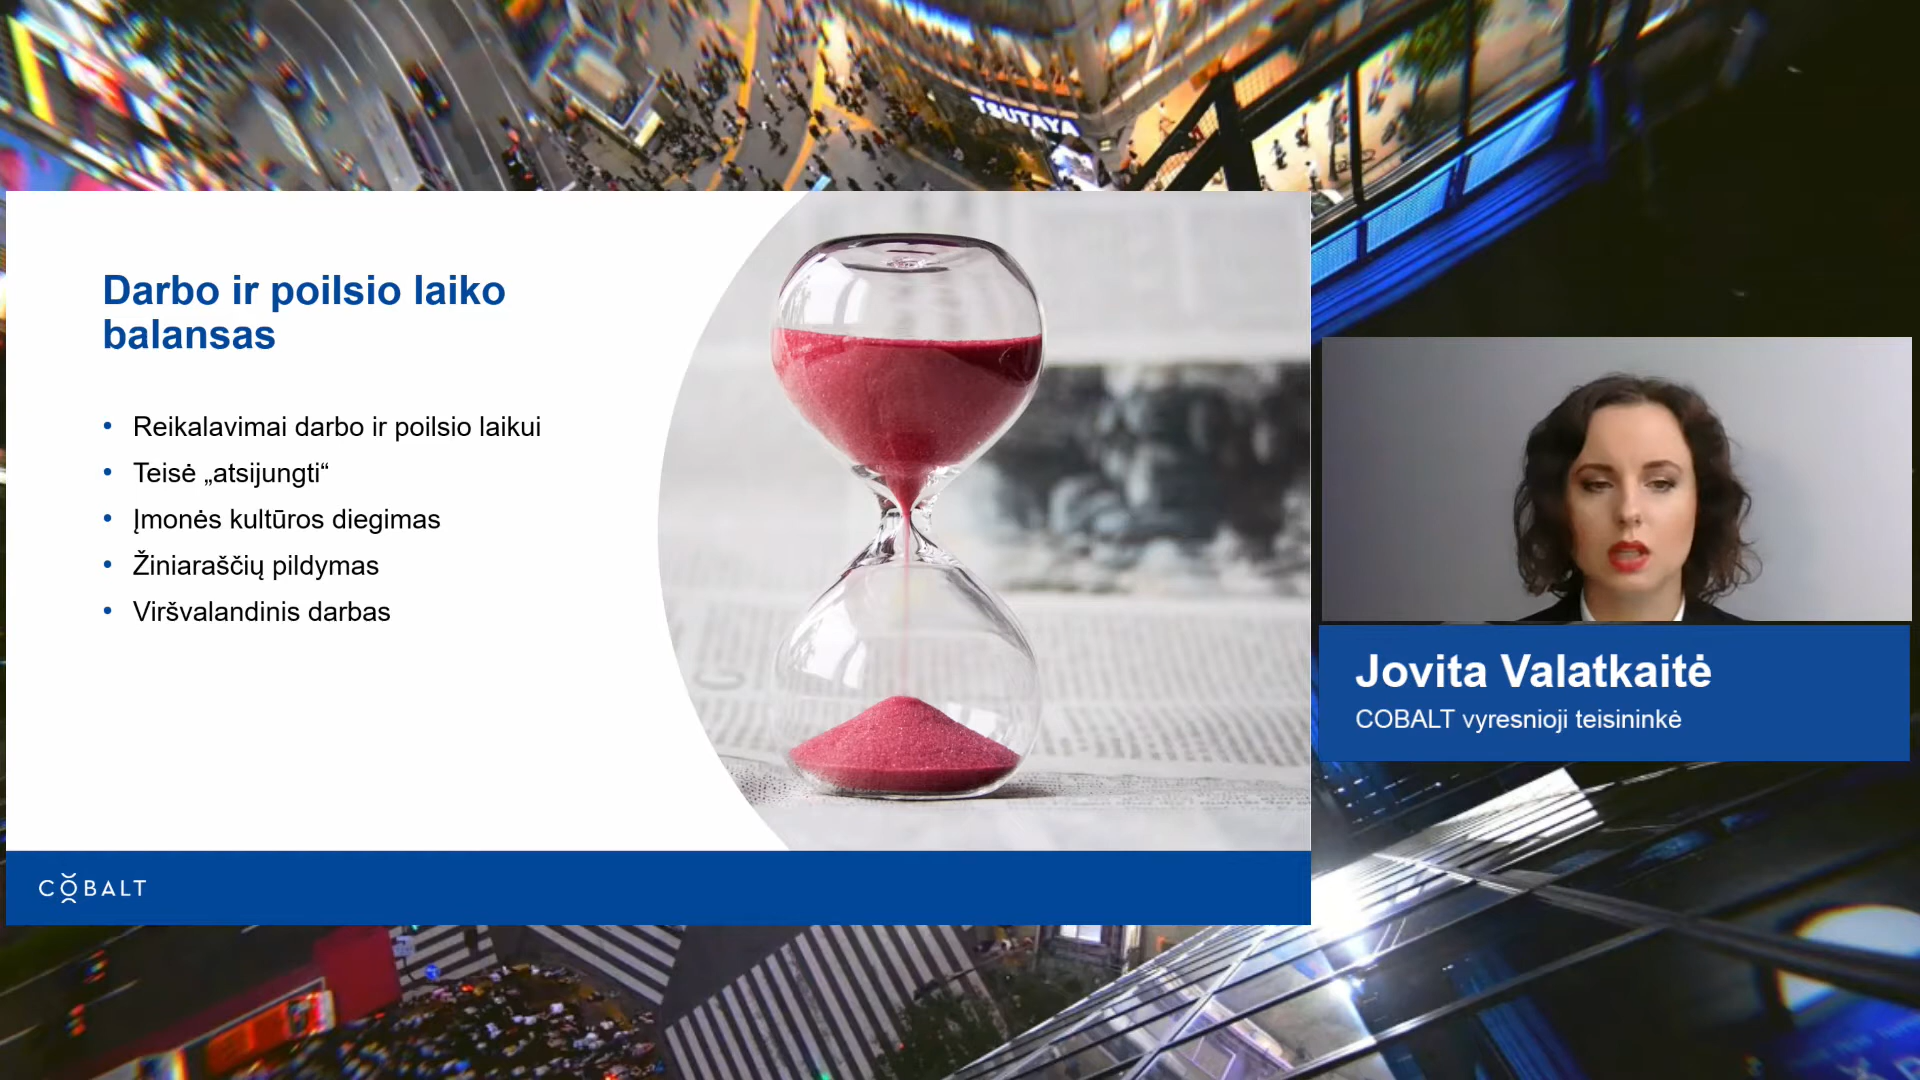 TSUTAYA
Darbo ir poilsio laiko
balansas
• Reikalavimai darbo ir poilsio laikui
• Teisė „atsijungti“
• Įmonės kultūros diegimas
• Žiniaraščių pildymas
• Viršvalandinis darbas
Jovita Valatkaitė
COBALT vyresnioji teisininkė
COBALT